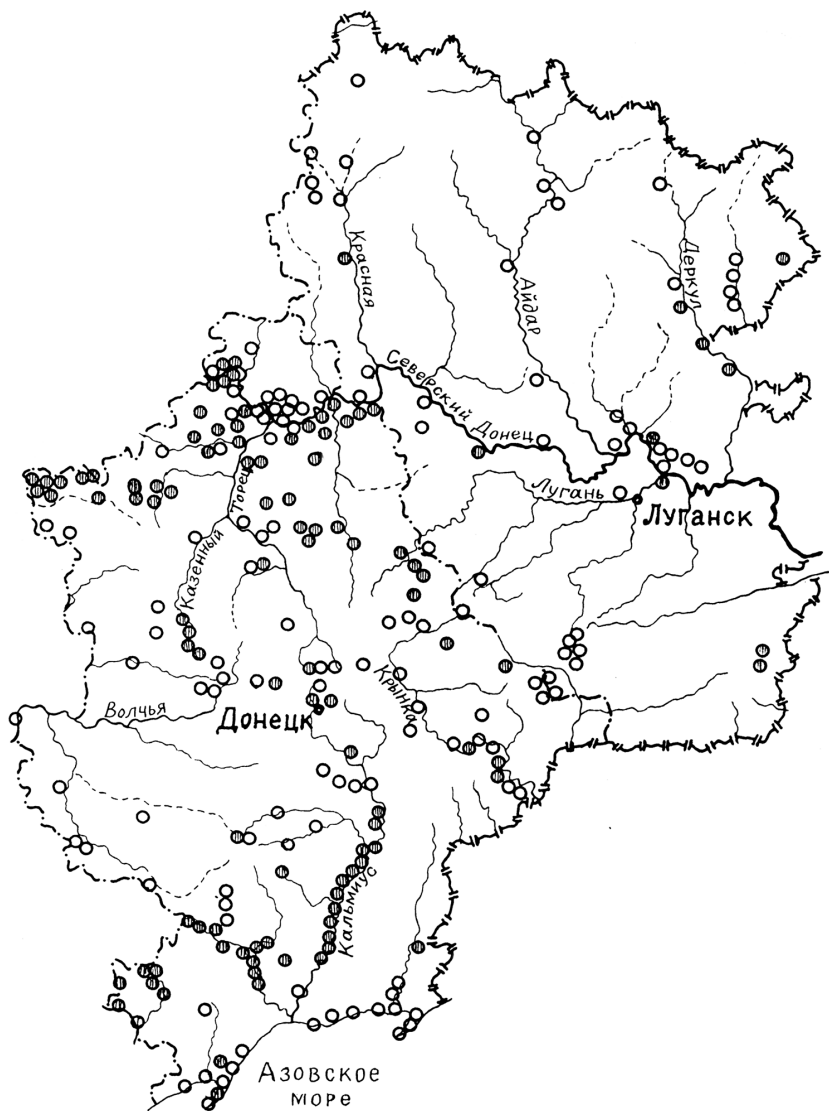 Красная
Айдар
Деркул
Северский Донец
Лугань
Луганск
Торец
Казенный
Волчья
Донецк
Крынка
Кальмиус
Азовское
море